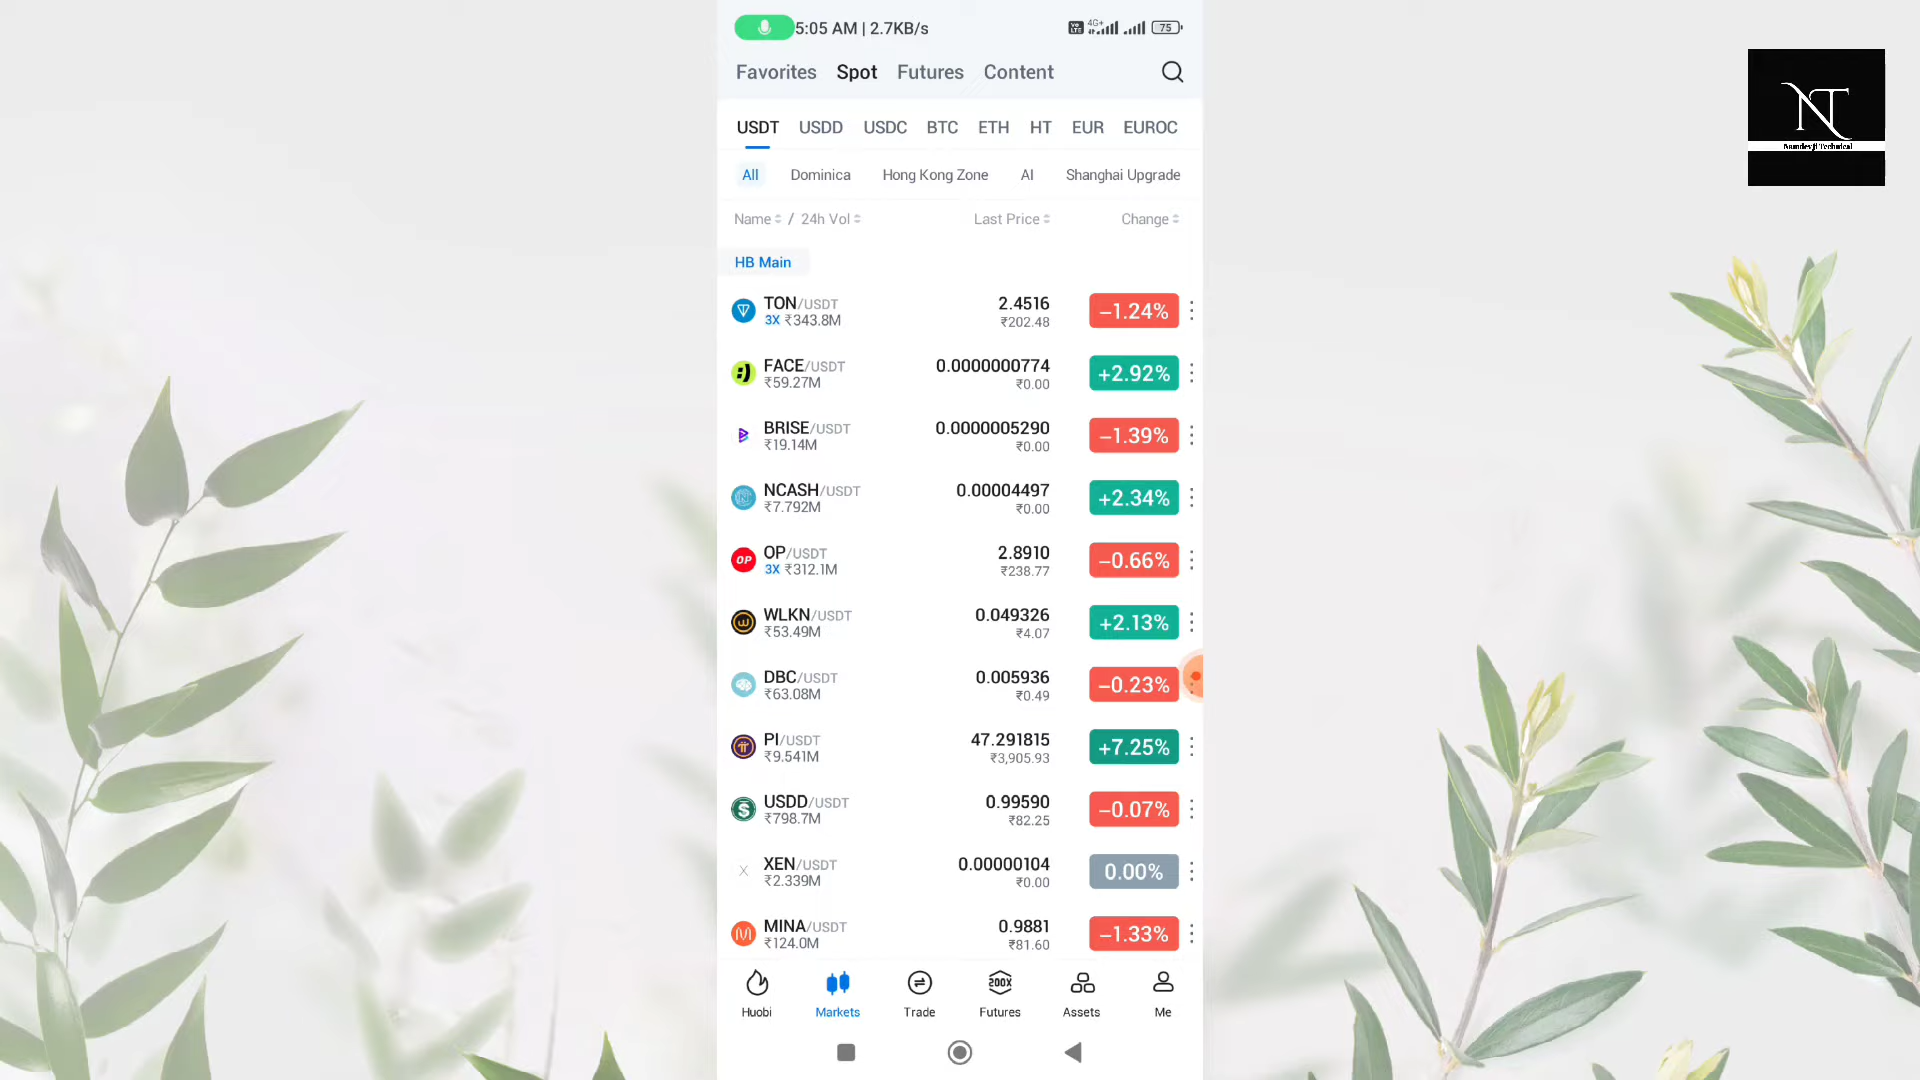 5:05 AM | 2.7KB/s 4G+ 75
Favorites Spot Futures Content
USDT USDD USDC BTC ETH HT EUR EUROC
All Dominica Hong Kong Zone AI Shanghai Upgrade
Name / 24h Vol Last Price Change
HB Main
TON/USDT 2.4516 –1.24%
3X ₹343.8M ₹202.48
FACE/USDT 0.0000000774 +2.92%
₹59.27M ₹0.00
BRISE/USDT 0.0000005290 –1.39%
₹19.14M ₹0.00
NCASH/USDT 0.00004497 +2.34%
₹7.792M ₹0.00
OP OP/USDT 2.8910 –0.66%
3X ₹312.1M ₹238.77
WLKN/USDT 0.049326 +2.13%
₹53.49M ₹4.07
DBC/USDT 0.005936 –0.23%
₹63.08M ₹0.49
PI/USDT 47.291815 +7.25%
₹9.541M ₹3,905.93
USDD/USDT 0.99590 –0.07%
₹798.7M ₹82.25
XEN/USDT 0.00000104 0.00%
₹2.339M ₹0.00
MINA/USDT 0.9881 –1.33%
₹124.0M ₹81.60
200X
Huobi Markets Trade Futures Assets Me
NT
Technical